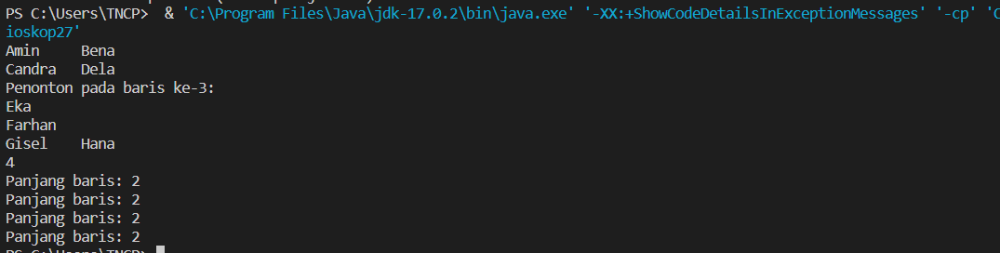 PS C:\Users\TNCP>  & 'C:\Program Files\Java\jdk-17.0.2\bin\java.exe' '-XX:+ShowCodeDetailsInExceptionMessages' '-cp' 'C
ioskop27'
Amin    Bena
Candra  Dela
Penonton pada baris ke-3:
Eka
Farhan
Gisel   Hana
4
Panjang baris: 2
Panjang baris: 2
Panjang baris: 2
Panjang baris: 2
PS C:\Users\TNCP>